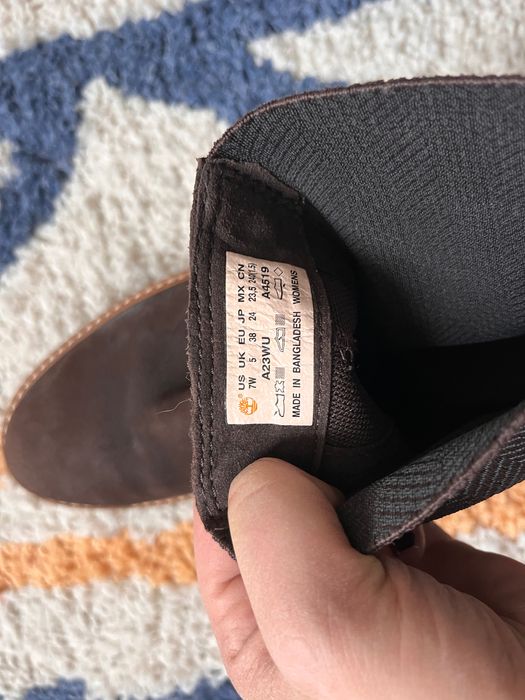 ® US UK EU JP MX CN
7W 5 38 24 23,5 240(1.5)
A23WU A4519
MADE IN BANGLADESH WOMENS